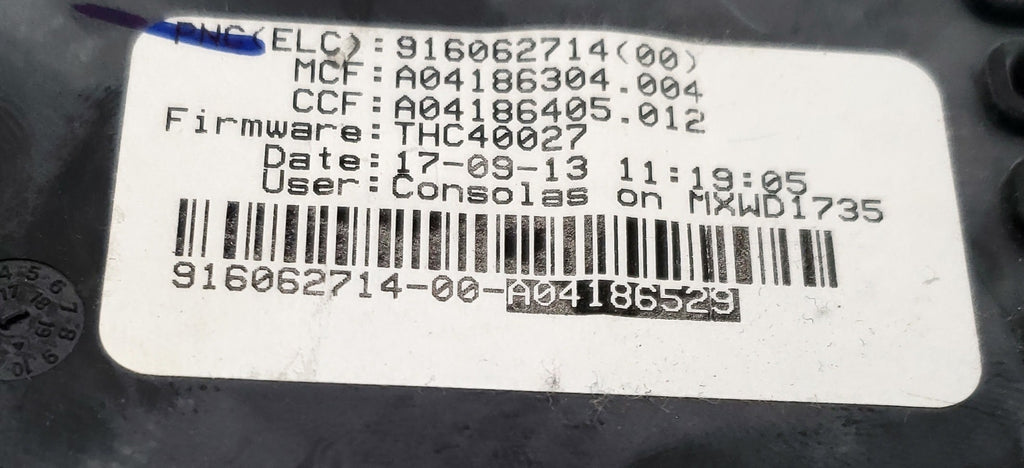 PNC(ELC):916062714(00)
MCF:A04186304.004
CCF:A04186405.012
Firmware:THC40027
Date:17-09-13 11:19:05
User:Consolas on MXWD1735
916062714-00-A04186529